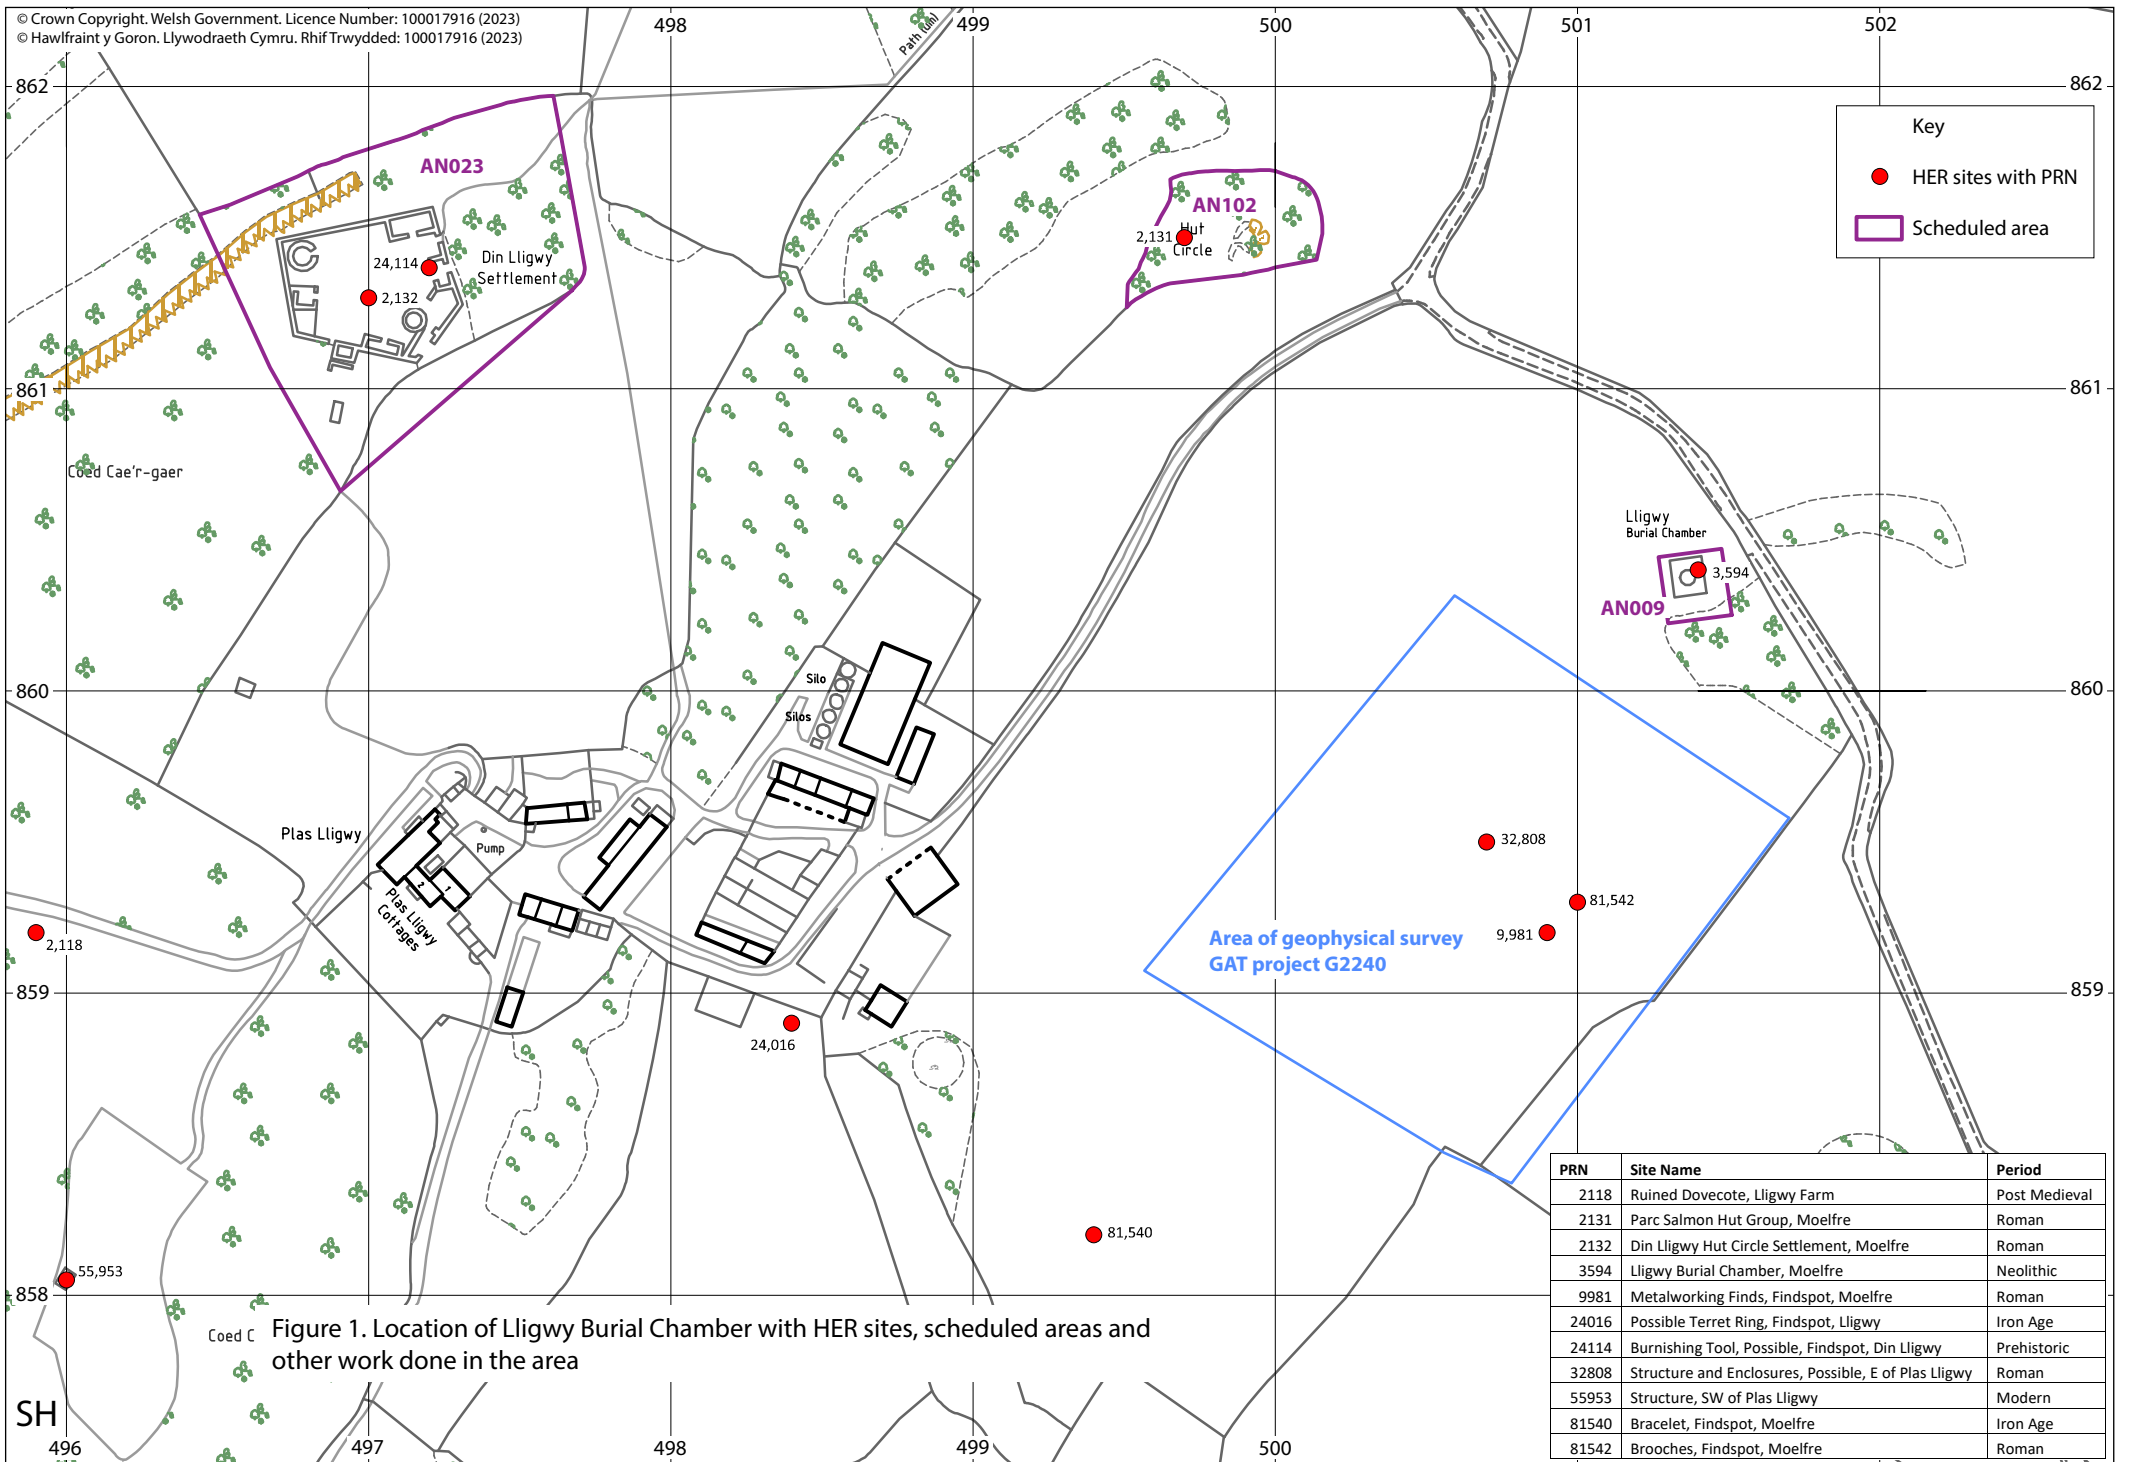 © Crown Copyright. Welsh Government. Licence Number: 100017916 (2023)
© Hawlfraint y Goron. Llywodraeth Cymru. Rhif Trwydded: 100017916 (2023)
498
499
500
501
502
Path (um)
862
862
Key
HER sites with PRN
Scheduled area
AN023
AN102
2,131
Hut
Circle
24,114
Din Lligwy
Settlement
2,132
861
861
Coed Cae'r-gaer
Lligwy
Burial Chamber
3,594
AN009
860
860
Silo
Silos
Plas Lligwy
Pump
2
1
Plas Lligwy
Cottages
32,808
81,542
9,981
2,118
Area of geophysical survey
GAT project G2240
859
859
24,016
81,540
55,953
858
Coed C
Figure 1. Location of Lligwy Burial Chamber with HER sites, scheduled areas and
other work done in the area
SH
496
497
498
499
500
PRN Site Name Period
2118 Ruined Dovecote, Lligwy Farm Post Medieval
2131 Parc Salmon Hut Group, Moelfre Roman
2132 Din Lligwy Hut Circle Settlement, Moelfre Roman
3594 Lligwy Burial Chamber, Moelfre Neolithic
9981 Metalworking Finds, Findspot, Moelfre Roman
24016 Possible Terret Ring, Findspot, Lligwy Iron Age
24114 Burnishing Tool, Possible, Findspot, Din Lligwy Prehistoric
32808 Structure and Enclosures, Possible, E of Plas Lligwy Roman
55953 Structure, SW of Plas Lligwy Modern
81540 Bracelet, Findspot, Moelfre Iron Age
81542 Brooches, Findspot, Moelfre Roman